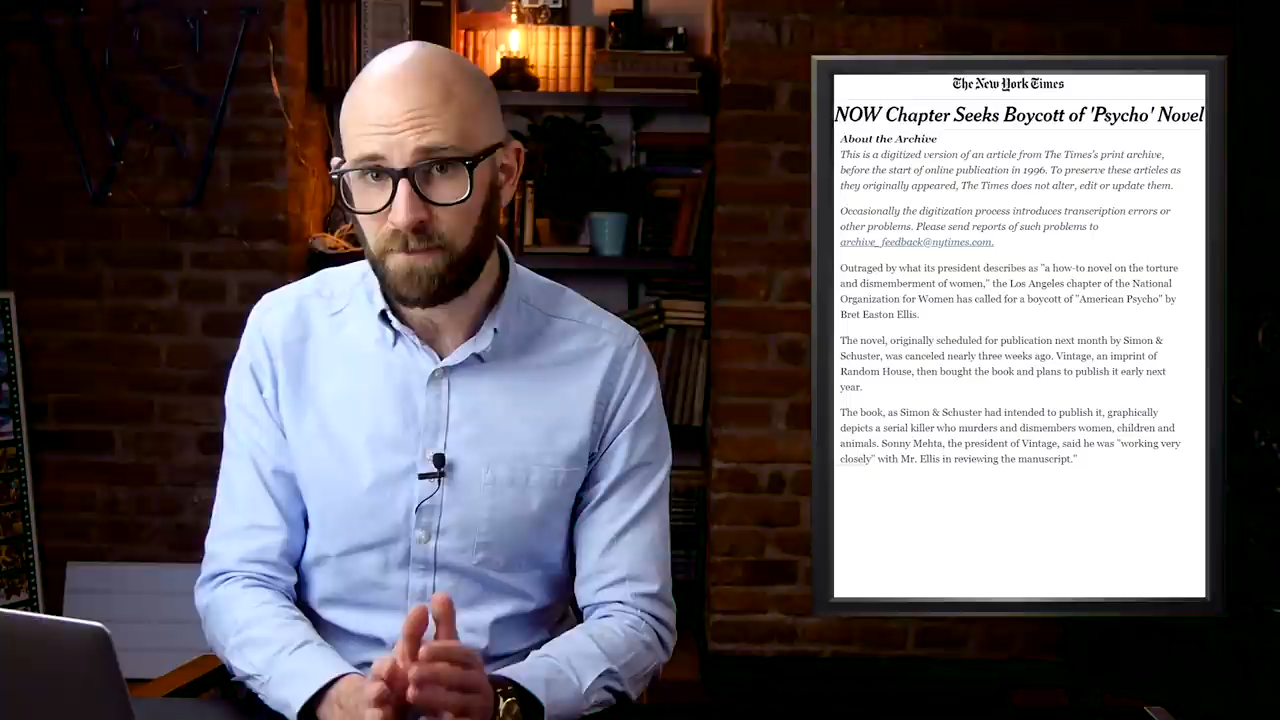 The New York Times
NOW Chapter Seeks Boycott of 'Psycho' Novel
About the Archive
This is a digitized version of an article from The Times's print archive,
before the start of online publication in 1996. To preserve these articles as
they originally appeared, The Times does not alter, edit or update them.
Occasionally the digitization process introduces transcription errors or
other problems. Please send reports of such problems to
archive_feedback@nytimes.com.
Outraged by what its president describes as "a how-to novel on the torture
and dismemberment of women," the Los Angeles chapter of the National
Organization for Women has called for a boycott of "American Psycho" by
Bret Easton Ellis.
The novel, originally scheduled for publication next month by Simon &
Schuster, was canceled nearly three weeks ago. Vintage, an imprint of
Random House, then bought the book and plans to publish it early next
year.
The book, as Simon & Schuster had intended to publish it, graphically
depicts a serial killer who murders and dismembers women, children and
animals. Sonny Mehta, the president of Vintage, said he was "working very
closely" with Mr. Ellis in reviewing the manuscript."